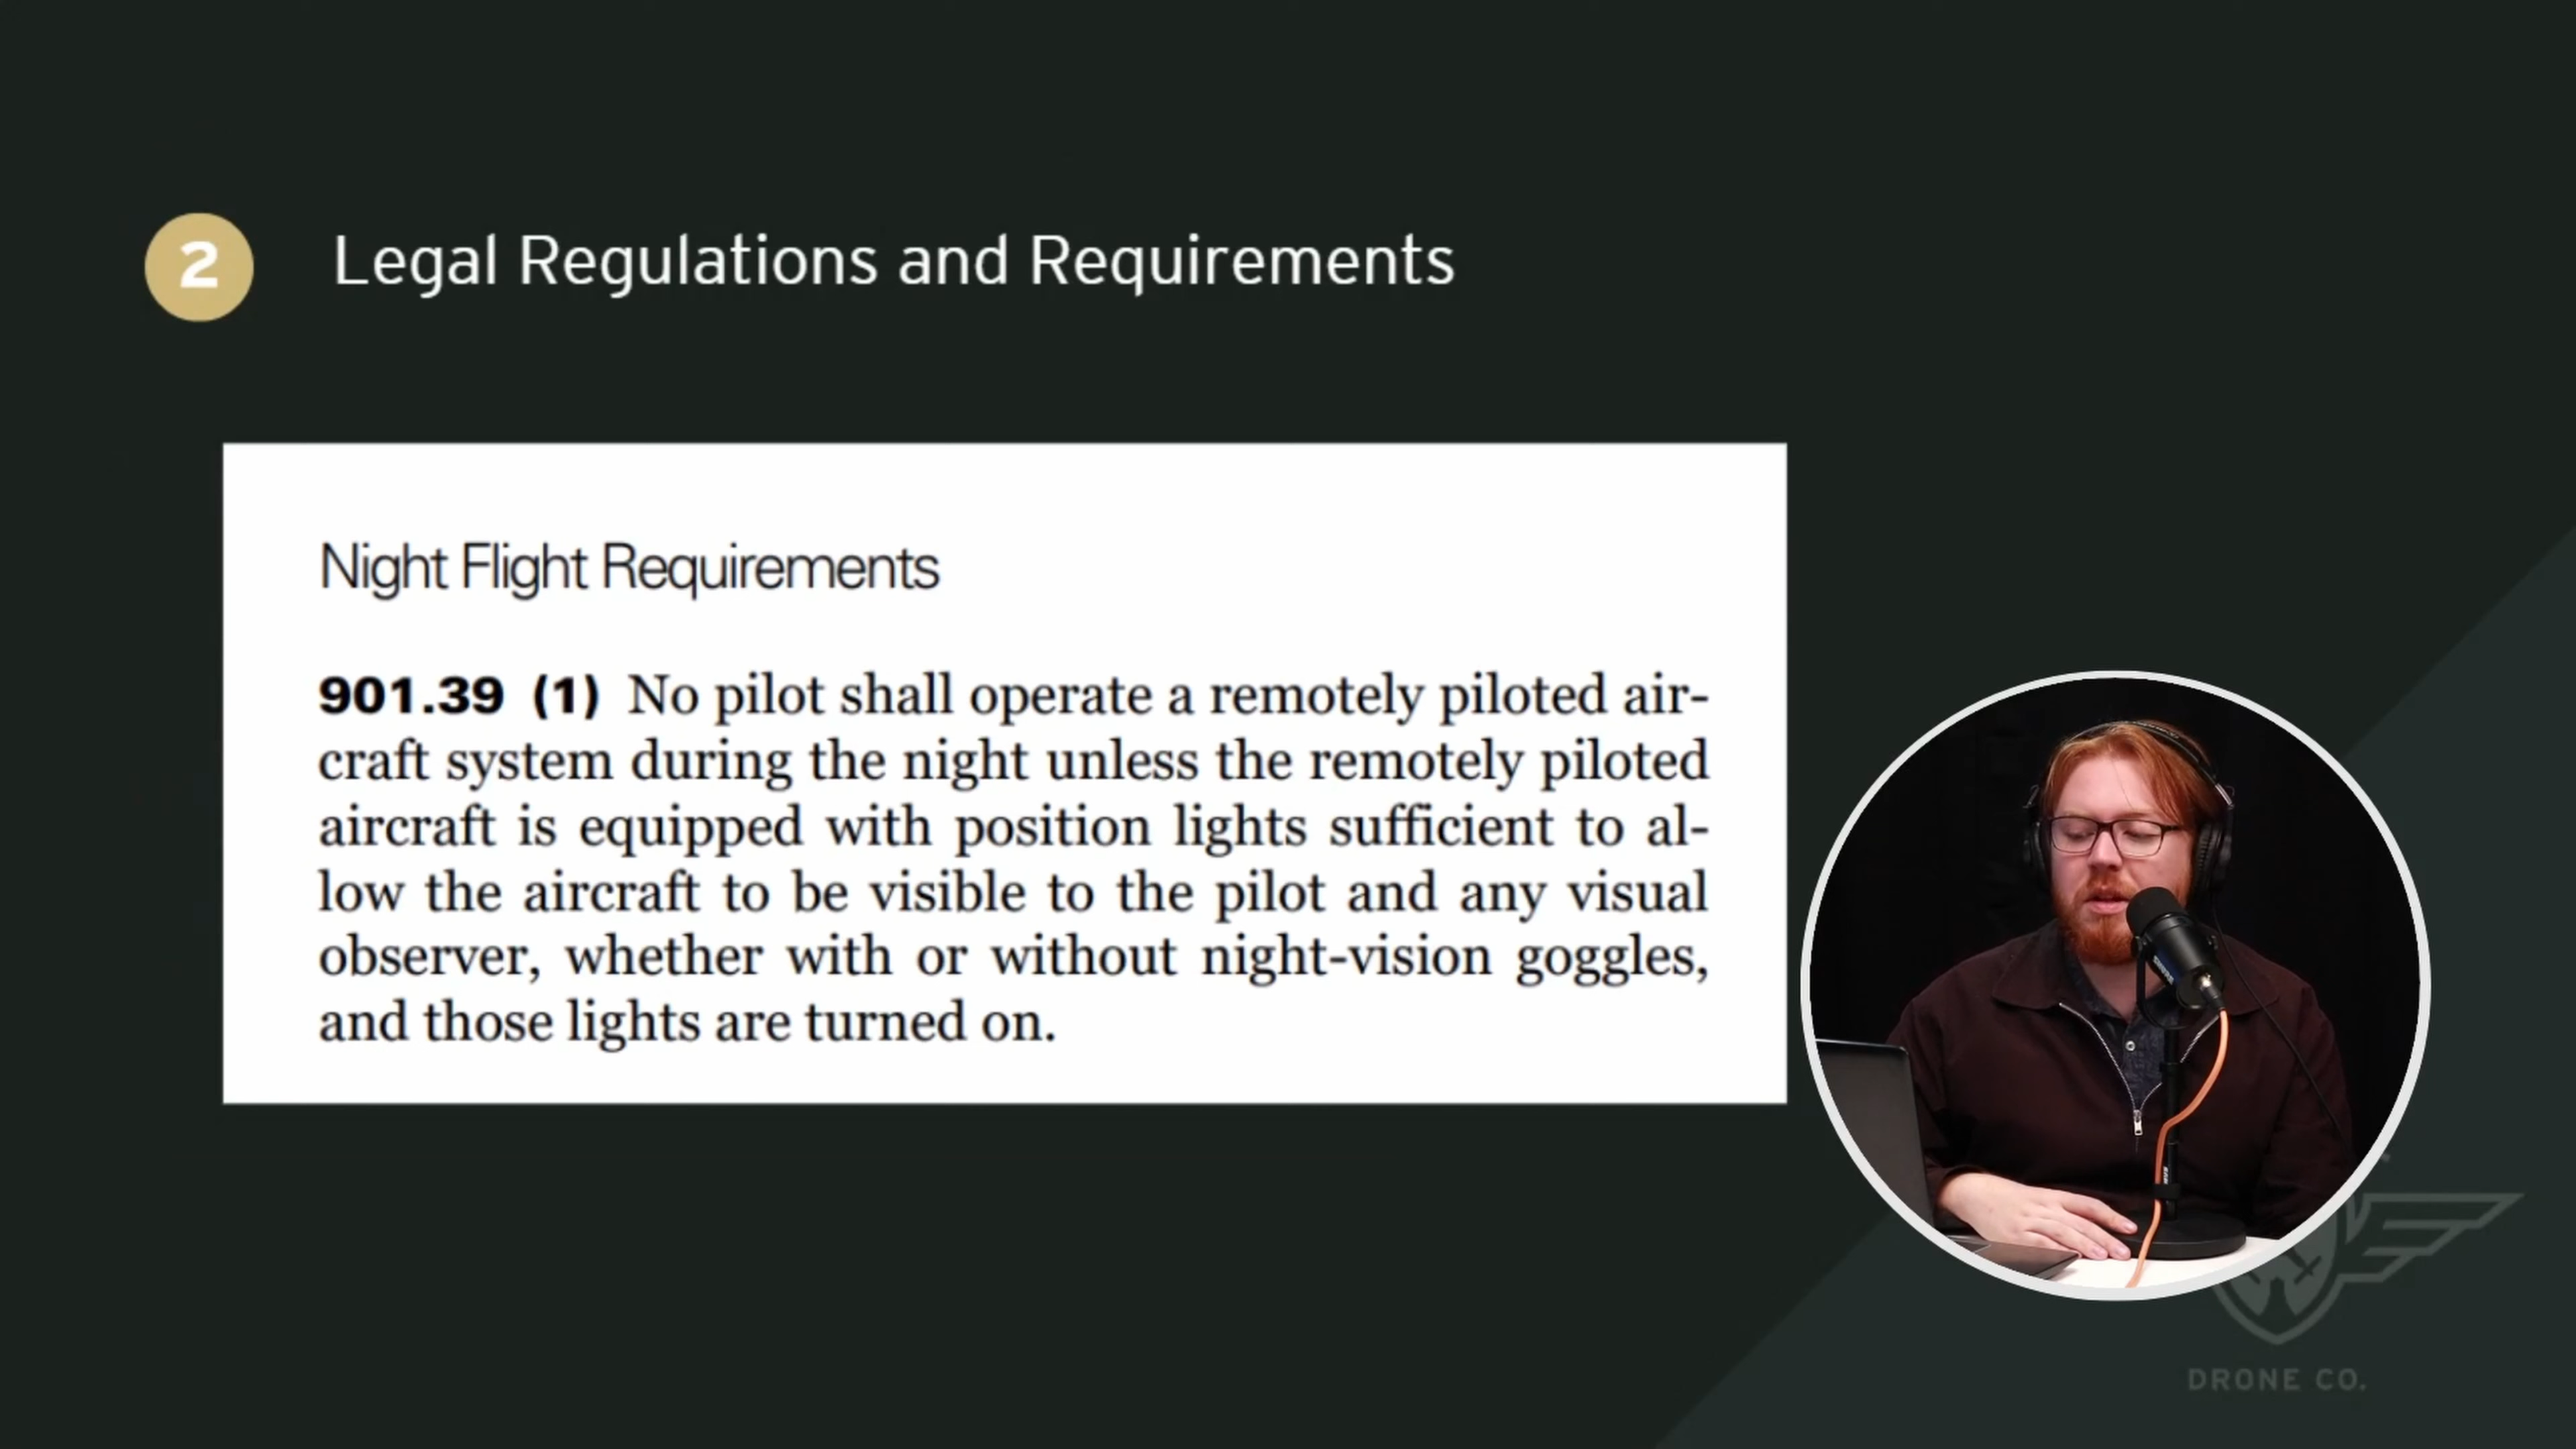 2
Legal Regulations and Requirements
Night Flight Requirements
901.39 (1) No pilot shall operate a remotely piloted air-
craft system during the night unless the remotely piloted
aircraft is equipped with position lights sufficient to al-
low the aircraft to be visible to the pilot and any visual
observer, whether with or without night-vision goggles,
and those lights are turned on.
DRONE CO.